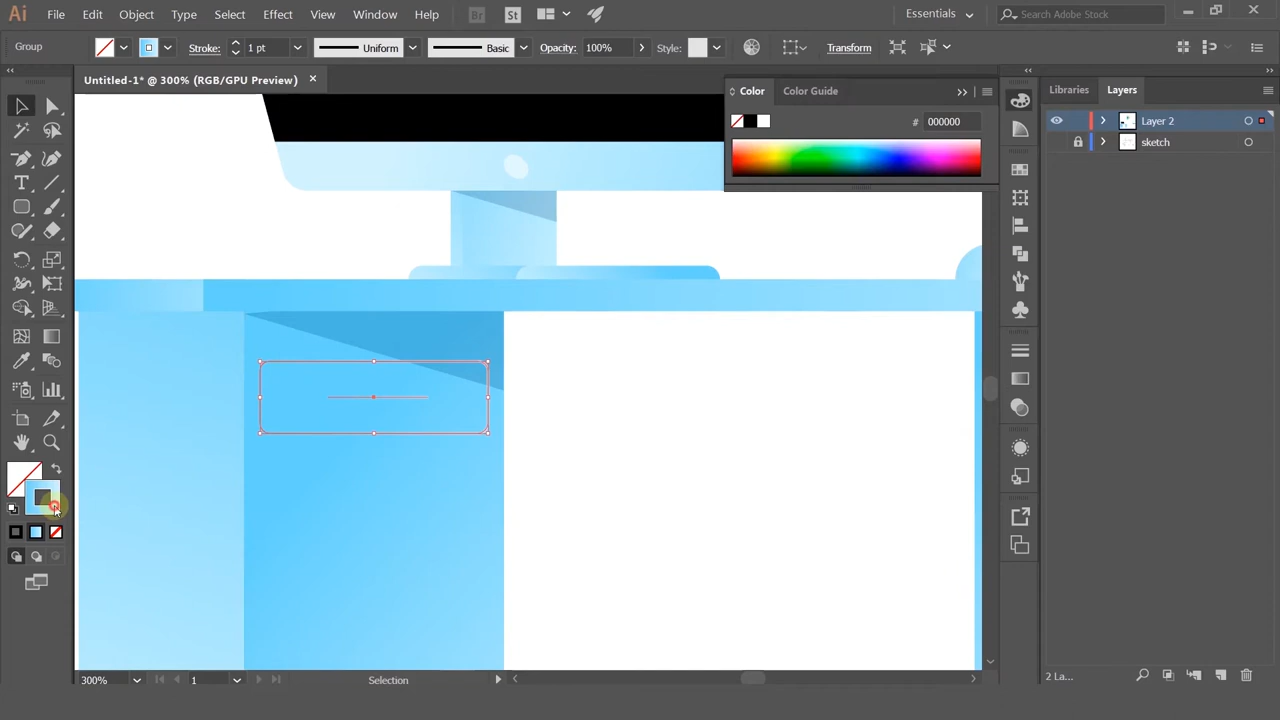 Ai File Edit Object Type Select Effect View Window Help Br St Essentials Search Adobe Stock
Group Stroke: 1 pt Uniform Basic Opacity: 100% Style: Transform
Untitled-1* @ 300% (RGB/GPU Preview)
Color Color Guide
# 000000
Libraries Layers
Layer 2
sketch
300% 1 Selection
2 La...